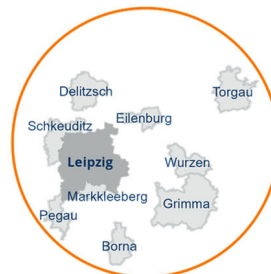 Delitzsch
Torgau
Eilenburg
Schkeuditz
Leipzig
Wurzen
Markkleeberg
Grimma
Pegau
Borna